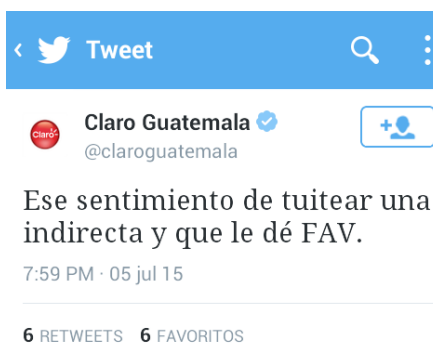 Tweet
Claro Guatemala
Claro
@claroguatemala
Ese sentimiento de tuitear una
indirecta y que le dé FAV.
7:59 PM · 05 jul 15
6 RETWEETS 6 FAVORITOS